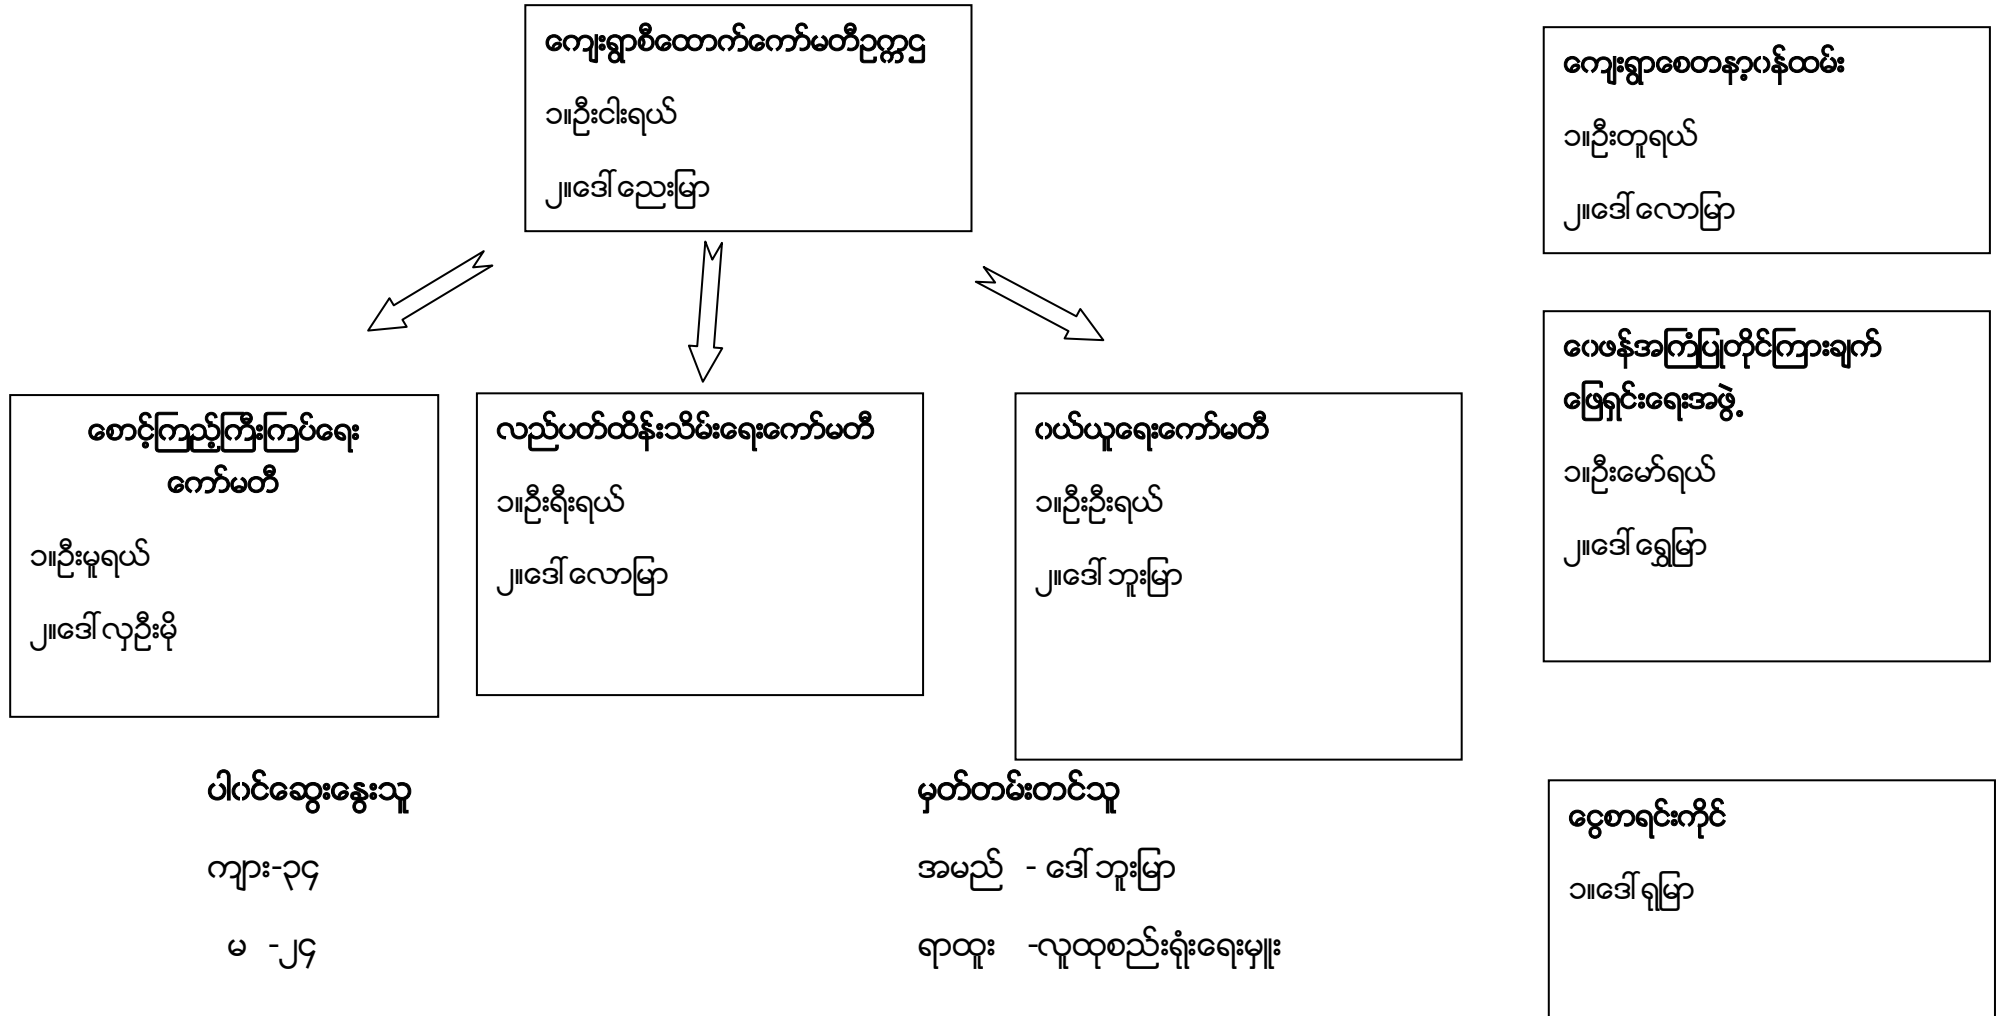 ကျေးရွာစီထောက်ကော်မတီဥက္ကဌ
၁။ဦးငါးရယ်
၂။ဒေါ်ညေးမြာ
ကျေးရွာစေတနာ့ဝန်ထမ်း
၁။ဦးတူရယ်
၂။ဒေါ်လောမြာ
စောင့်ကြည့်ကြီးကြပ်ရေး
ကော်မတီ
၁။ဦးမူရယ်
၂။ဒေါ်လှဦးမို
လည်ပတ်ထိန်းသိမ်းရေးကော်မတီ
၁။ဦးရီးရယ်
၂။ဒေါ်လောမြာ
ဝယ်ယူရေးကော်မတီ
၁။ဦးဦးရယ်
၂။ဒေါ်ဘူးမြာ
ဝေဖန်အကြံပြုတိုင်ကြားချက်
ဖြေရှင်းရေးအဖွဲ့
၁။ဦးမော်ရယ်
၂။ဒေါ်ရွှေမြာ
ပါဝင်ဆွေးနွေးသူ
ကျား-၃၄
မ -၂၄
မှတ်တမ်းတင်သူ
အမည် - ဒေါ်ဘူးမြာ
ရာထူး -လူထုစည်းရုံးရေးမှူး
ငွေစာရင်းကိုင်
၁။ဒေါ်ရုမြာ